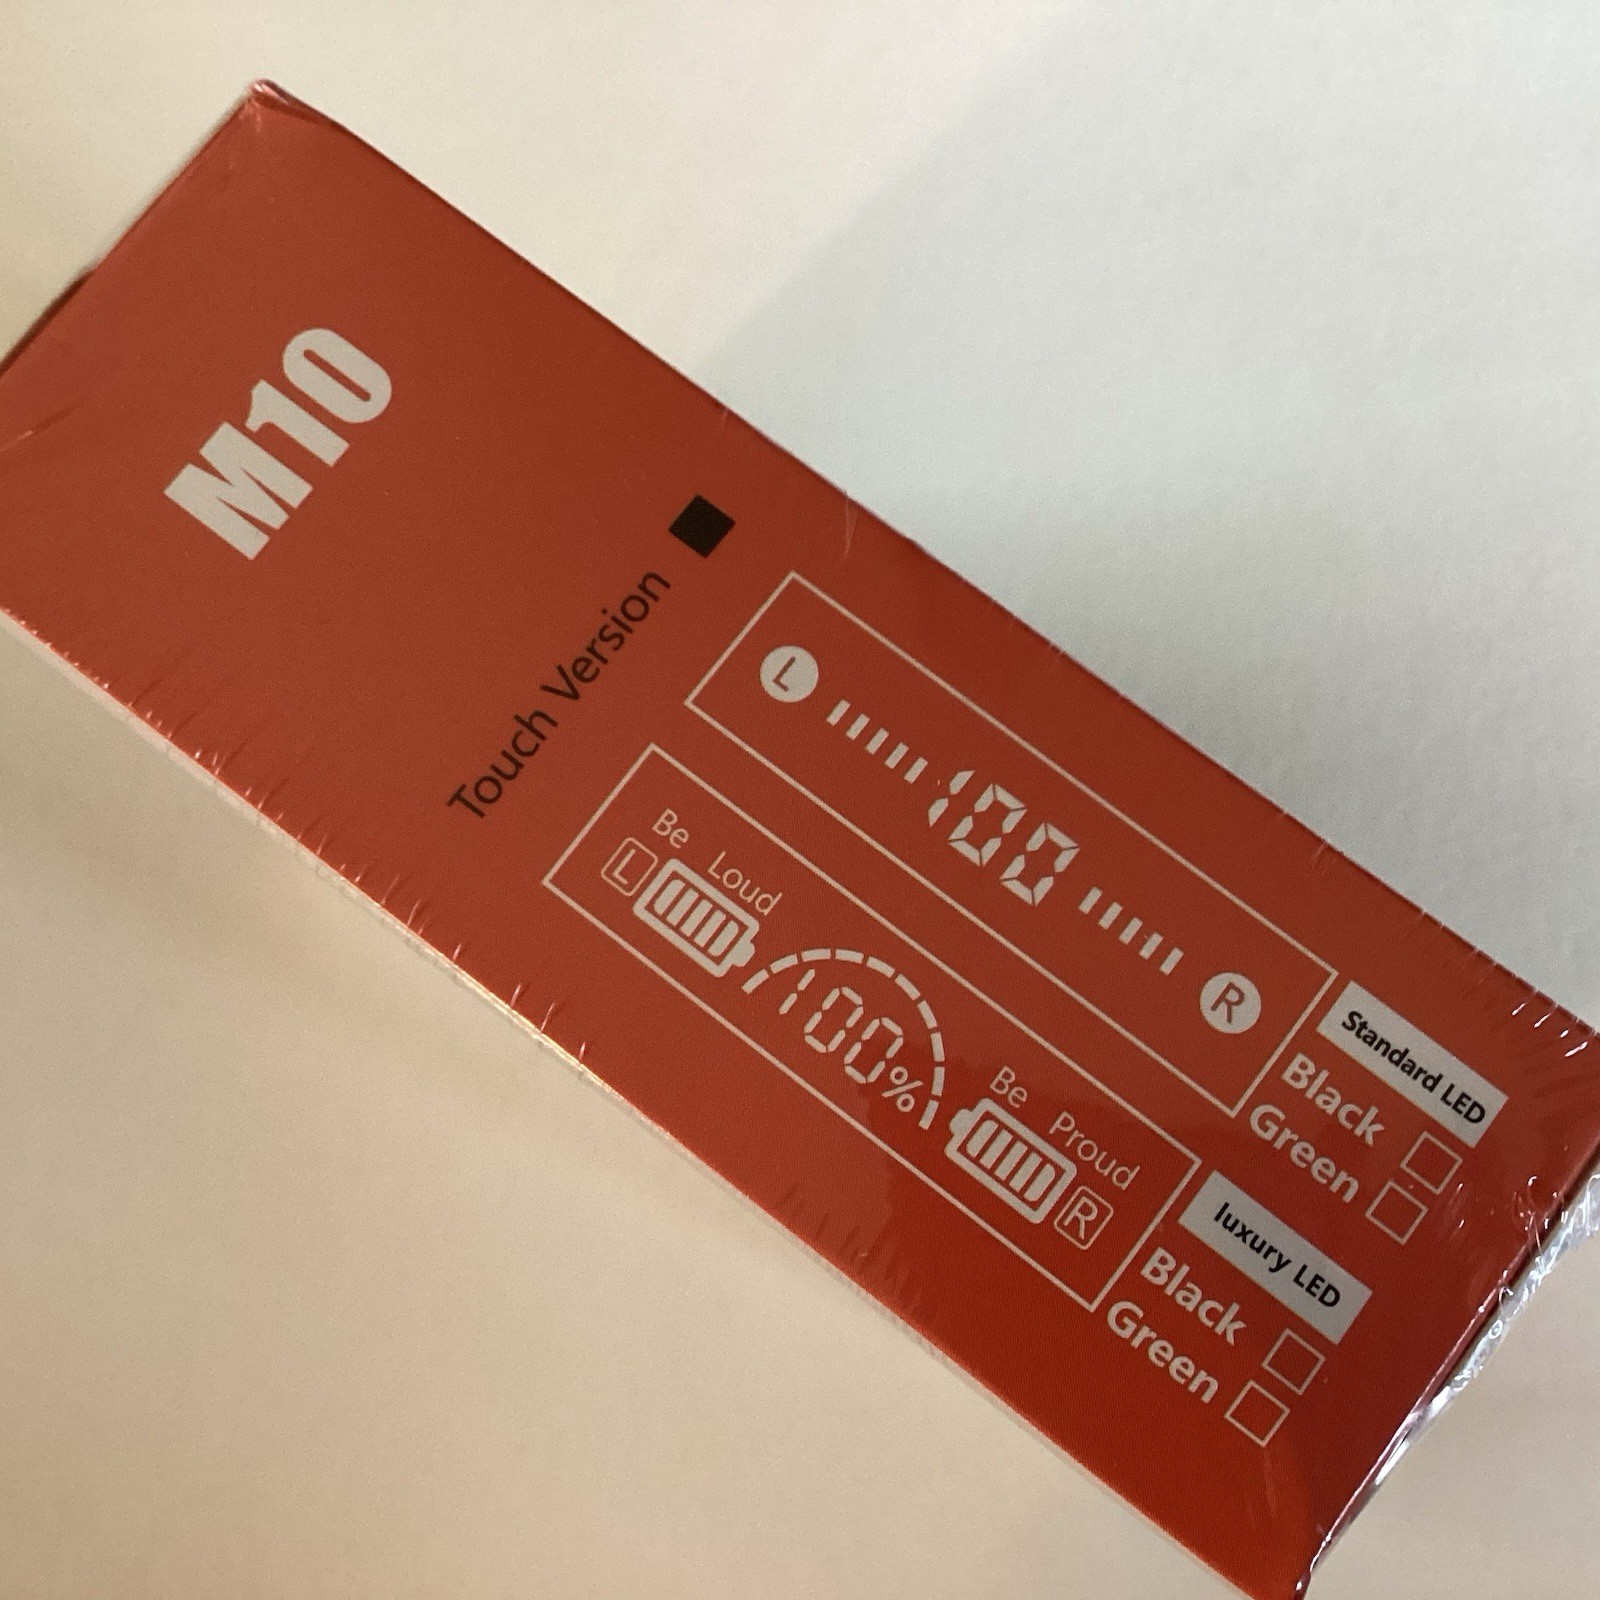 M10
Touch Version
L 100 R
Standard LED
Black
Green
Be Loud
Be Proud
L 100% R
luxury LED
Black
Green